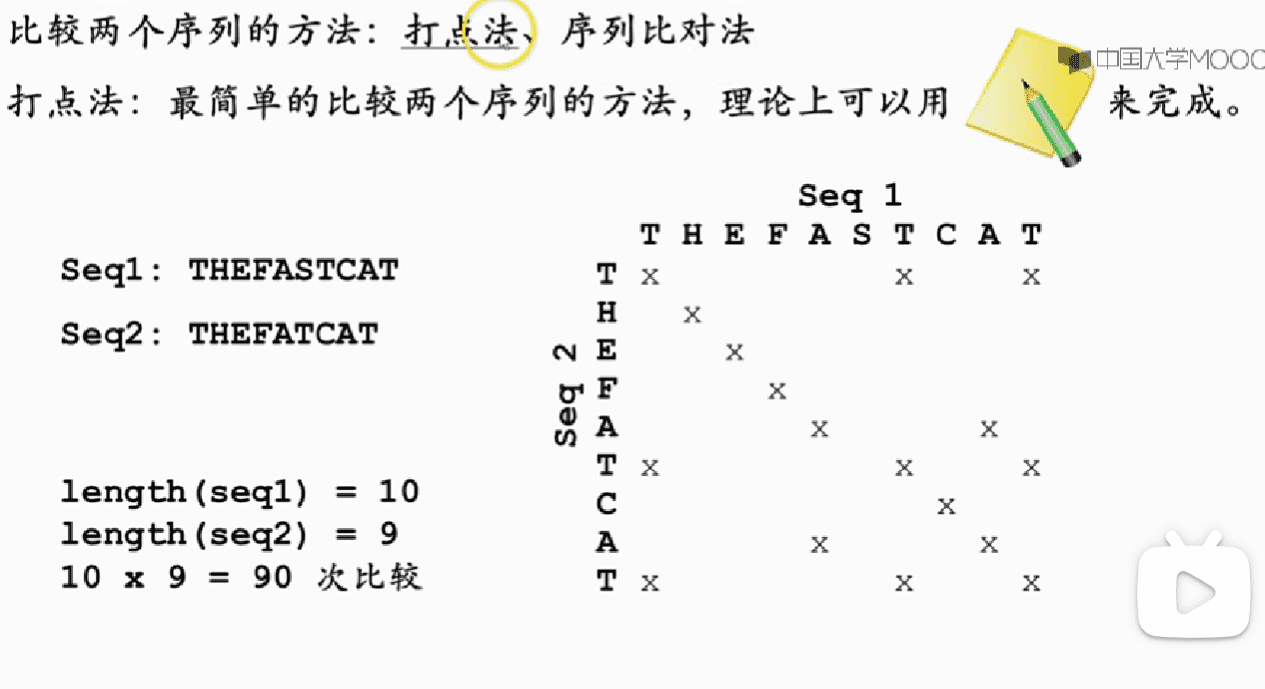 比较两个序列的方法：打点法、序列比对法
中国大学MOOC
打点法：最简单的比较两个序列的方法，理论上可以用 来完成。
Seq 1
T H E F A S T C A T
Seq1: THEFASTCAT
Seq2: THEFATCAT
Seq 2
T x x x
H x
E x
F x
A x x
T x x x
C x
A x x
T x x x
length(seq1) = 10
length(seq2) = 9
10 x 9 = 90 次比较